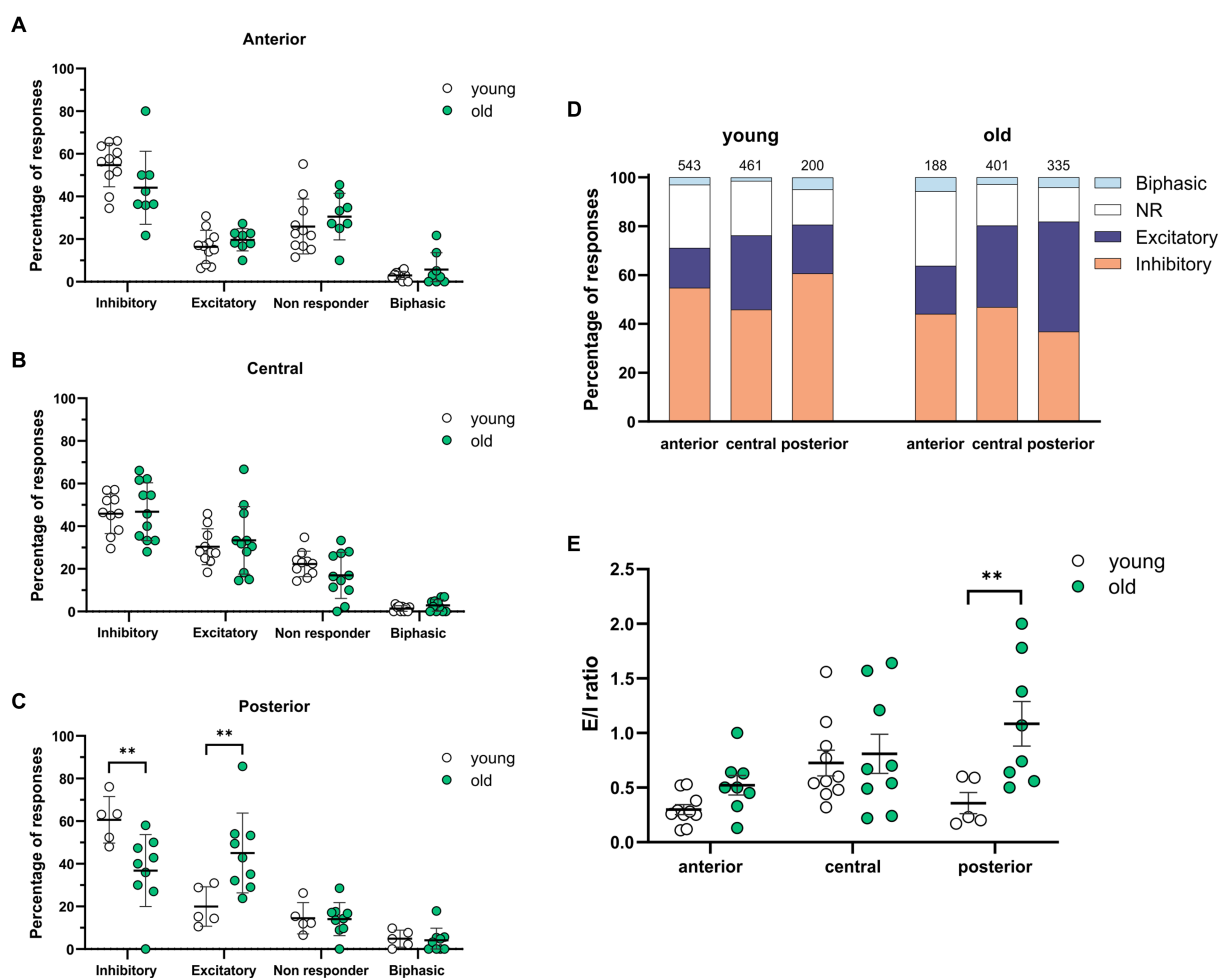 A
Anterior
Percentage of responses
100
80
60
40
20
0
young
old
Inhibitory Excitatory Non responder Biphasic
B
Central
Percentage of responses
100
80
60
40
20
0
young
old
Inhibitory Excitatory Non responder Biphasic
C
Posterior
Percentage of responses
100
80
60
40
20
0
** **
young
old
Inhibitory Excitatory Non responder Biphasic
D
young old
Percentage of responses
100
80
60
40
20
0
543 461 200 188 401 335
Biphasic
NR
Excitatory
Inhibitory
anterior central posterior anterior central posterior
E
E/I ratio
2.5
2.0
1.5
1.0
0.5
0.0
**
young
old
anterior central posterior